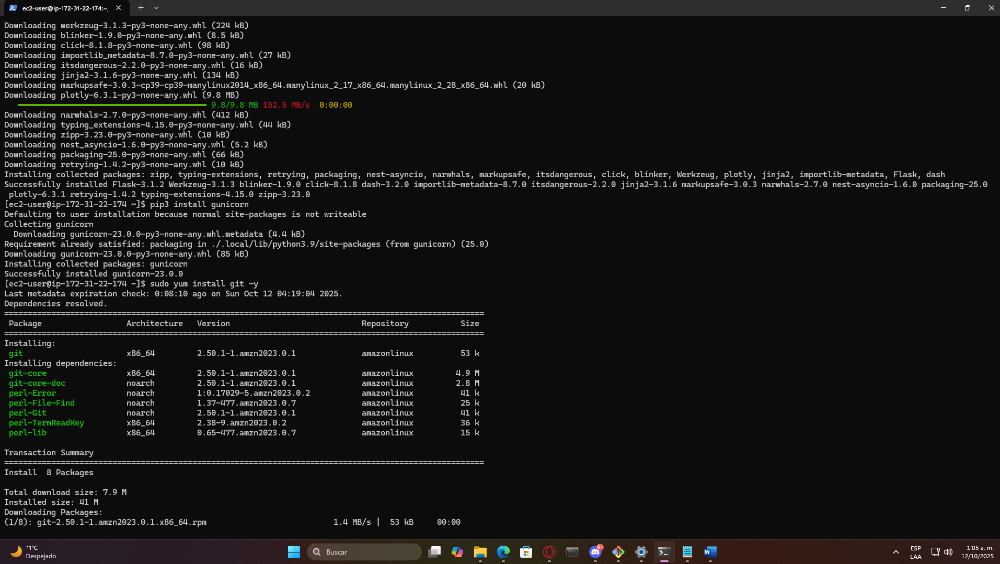 ec2-user@ip-172-31-22-174:~,
Downloading werkzeug-3.1.3-py3-none-any.whl (224 kB)
Downloading blinker-1.9.0-py3-none-any.whl (8.5 kB)
Downloading click-8.1.8-py3-none-any.whl (98 kB)
Downloading importlib_metadata-8.7.0-py3-none-any.whl (27 kB)
Downloading itsdangerous-2.2.0-py3-none-any.whl (16 kB)
Downloading jinja2-3.1.6-py3-none-any.whl (134 kB)
Downloading markupsafe-3.0.3-cp39-cp39-manylinux2014_x86_64.manylinux_2_17_x86_64.manylinux_2_28_x86_64.whl (20 kB)
Downloading plotly-6.3.1-py3-none-any.whl (9.8 MB)
9.8/9.8 MB 152.5 MB/s 0:00:00
Downloading narwhals-2.7.0-py3-none-any.whl (412 kB)
Downloading typing_extensions-4.15.0-py3-none-any.whl (44 kB)
Downloading zipp-3.23.0-py3-none-any.whl (10 kB)
Downloading nest_asyncio-1.6.0-py3-none-any.whl (5.2 kB)
Downloading packaging-25.0-py3-none-any.whl (66 kB)
Downloading retrying-1.4.2-py3-none-any.whl (10 kB)
Installing collected packages: zipp, typing-extensions, retrying, packaging, nest-asyncio, narwhals, markupsafe, itsdangerous, click, blinker, Werkzeug, plotly, jinja2, importlib-metadata, Flask, dash
Successfully installed Flask-3.1.2 Werkzeug-3.1.3 blinker-1.9.0 click-8.1.8 dash-3.2.0 importlib-metadata-8.7.0 itsdangerous-2.2.0 jinja2-3.1.6 markupsafe-3.0.3 narwhals-2.7.0 nest-asyncio-1.6.0 packaging-25.0
plotly-6.3.1 retrying-1.4.2 typing-extensions-4.15.0 zipp-3.23.0
[ec2-user@ip-172-31-22-174 ~]$ pip3 install gunicorn
Defaulting to user installation because normal site-packages is not writeable
Collecting gunicorn
Downloading gunicorn-23.0.0-py3-none-any.whl.metadata (4.4 kB)
Requirement already satisfied: packaging in ./.local/lib/python3.9/site-packages (from gunicorn) (25.0)
Downloading gunicorn-23.0.0-py3-none-any.whl (85 kB)
Installing collected packages: gunicorn
Successfully installed gunicorn-23.0.0
[ec2-user@ip-172-31-22-174 ~]$ sudo yum install git -y
Last metadata expiration check: 0:08:10 ago on Sun Oct 12 04:19:04 2025.
Dependencies resolved.
======================================================================================================
Package Architecture Version Repository Size
======================================================================================================
Installing:
git x86_64 2.50.1-1.amzn2023.0.1 amazonlinux 53 k
Installing dependencies:
git-core x86_64 2.50.1-1.amzn2023.0.1 amazonlinux 4.9 M
git-core-doc noarch 2.50.1-1.amzn2023.0.1 amazonlinux 2.8 M
perl-Error noarch 1:0.17029-5.amzn2023.0.2 amazonlinux 41 k
perl-File-Find noarch 1.37-477.amzn2023.0.7 amazonlinux 25 k
perl-Git noarch 2.50.1-1.amzn2023.0.1 amazonlinux 41 k
perl-TermReadKey x86_64 2.38-9.amzn2023.0.2 amazonlinux 36 k
perl-lib x86_64 0.65-477.amzn2023.0.7 amazonlinux 15 k
Transaction Summary
======================================================================================================
Install 8 Packages
Total download size: 7.9 M
Installed size: 41 M
Downloading Packages:
(1/8): git-2.50.1-1.amzn2023.0.1.x86_64.rpm 1.4 MB/s | 53 kB 00:00
11°C
Despejado
Buscar
9+
ESP
LAA
1:05 a. m.
12/10/2025